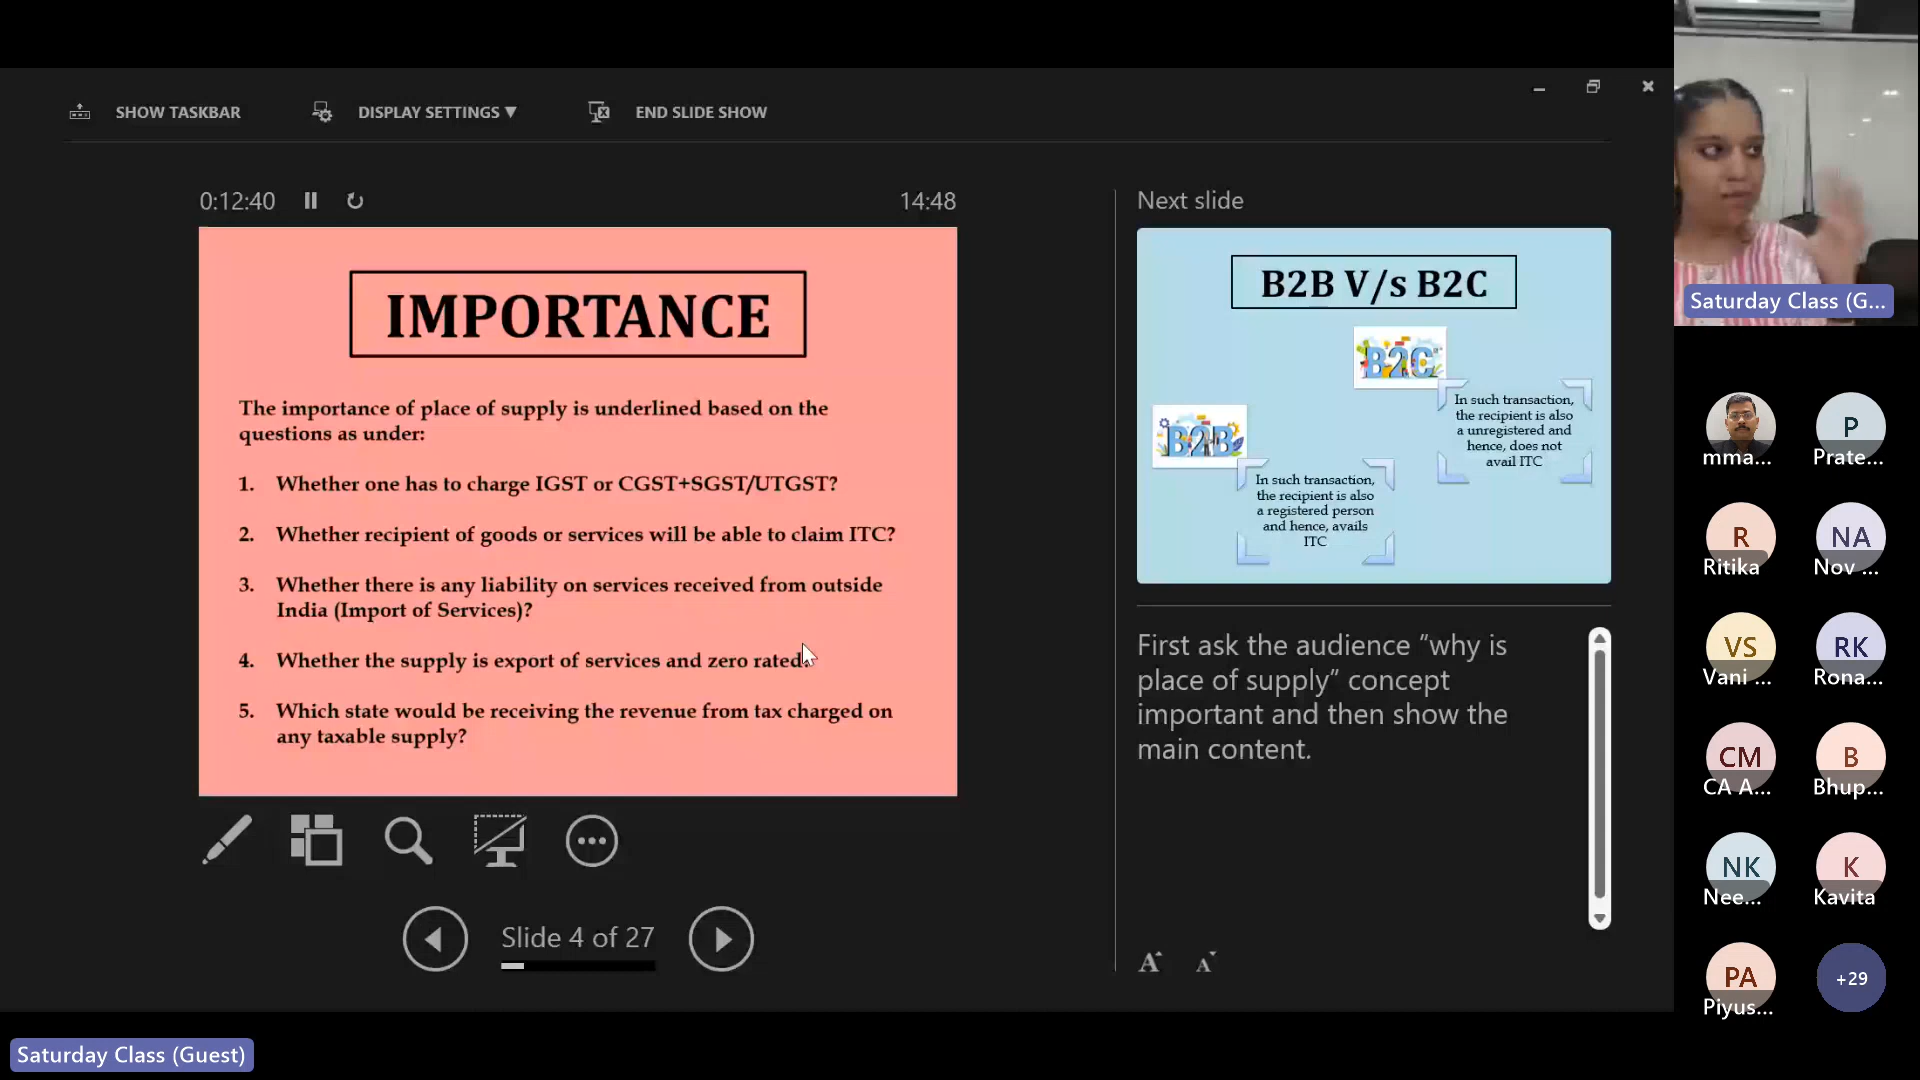 SHOW TASKBAR
DISPLAY SETTINGS ▼
END SLIDE SHOW
0:12:40
14:48
IMPORTANCE
The importance of place of supply is underlined based on the
questions as under:
1. Whether one has to charge IGST or CGST+SGST/UTGST?
2. Whether recipient of goods or services will be able to claim ITC?
3. Whether there is any liability on services received from outside
India (Import of Services)?
4. Whether the supply is export of services and zero rated
5. Which state would be receiving the revenue from tax charged on
any taxable supply?
Slide 4 of 27
Next slide
B2B V/s B2C
B2C
In such transaction,
the recipient is also
a unregistered and
hence, does not
avail ITC
B2B
In such transaction,
the recipient is also
a registered person
and hence, avails
ITC
First ask the audience “why is
place of supply” concept
important and then show the
main content.
A A
Saturday Class (G...
mma...
P
Prate...
R
Ritika
NA
Nov ...
VS
Vani ...
RK
Rona...
CM
CA A...
B
Bhup...
NK
Nee...
K
Kavita
PA
Piyus...
+29
Saturday Class (Guest)